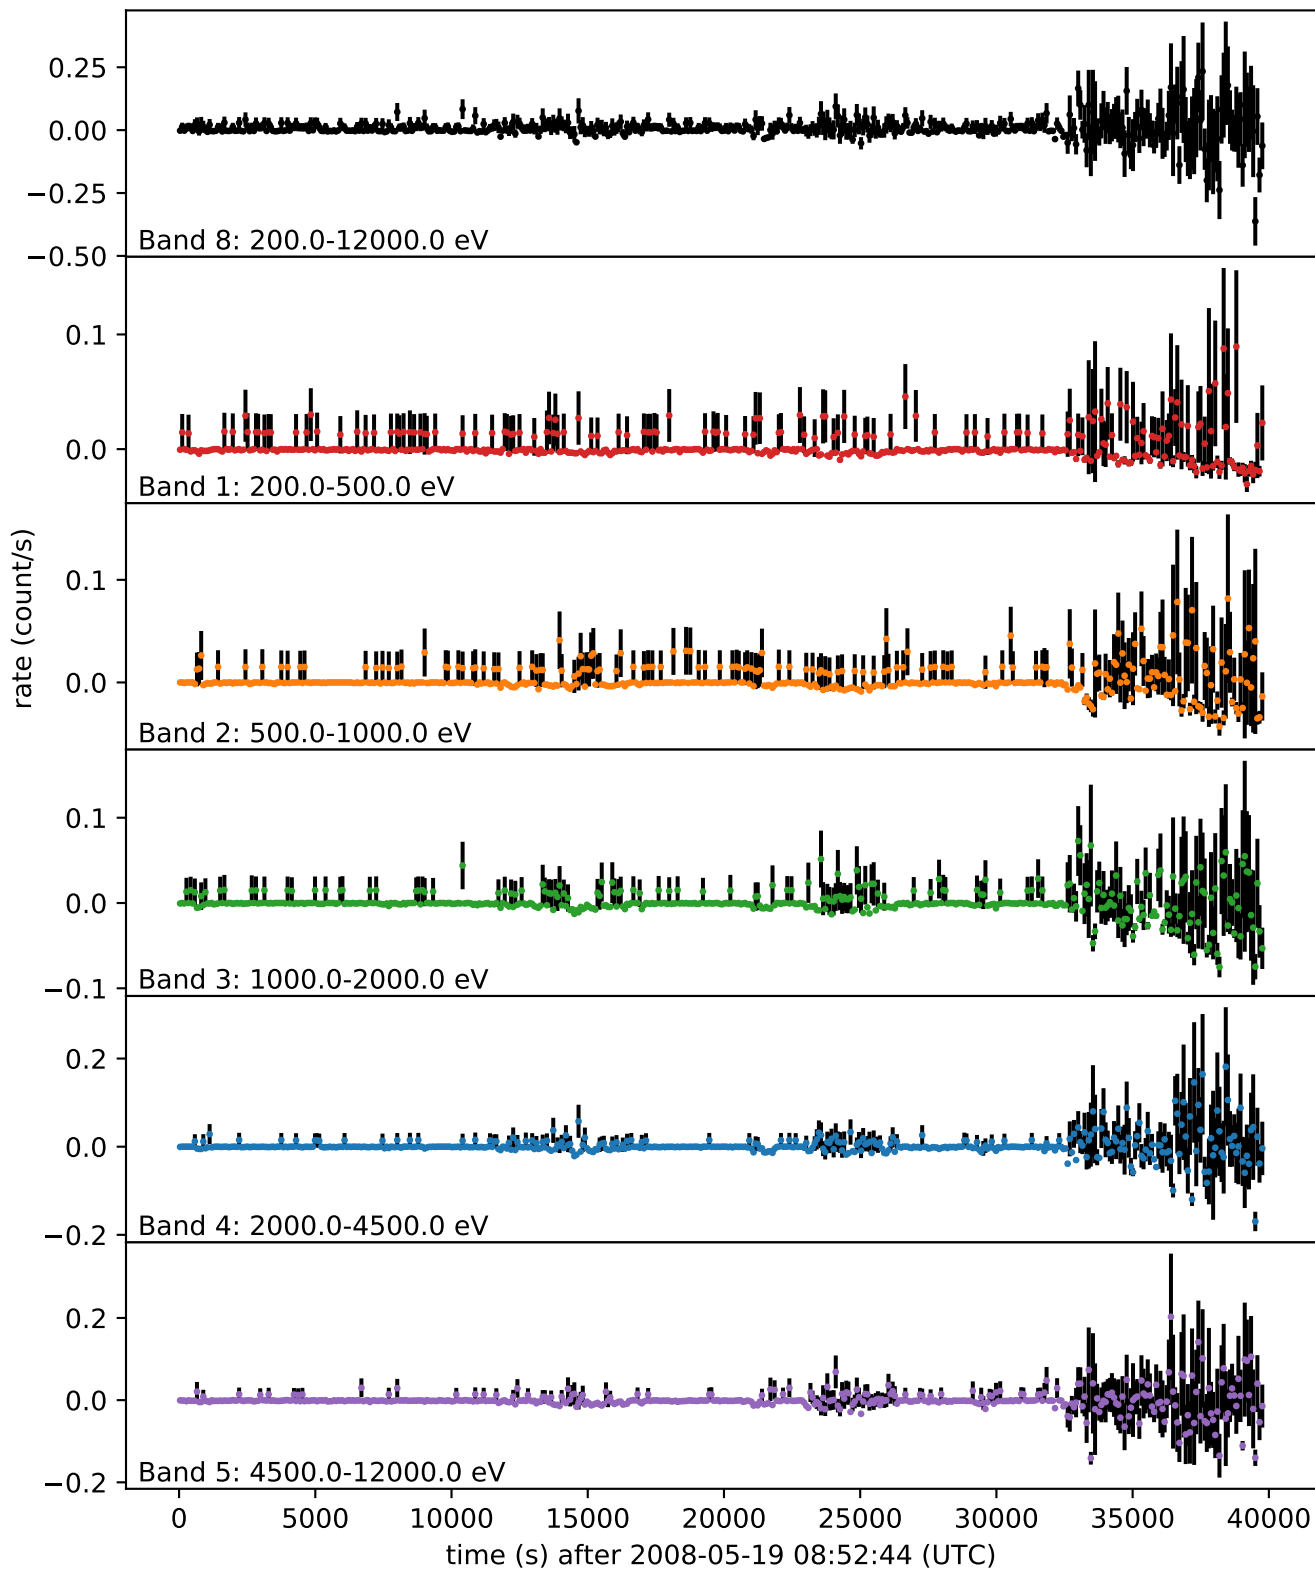 0.25
0.00
−0.25
−0.50
Band 8: 200.0-12000.0 eV
0.1
0.0
Band 1: 200.0-500.0 eV
0.1
0.0
Band 2: 500.0-1000.0 eV
rate (count/s)
0.1
0.0
−0.1
Band 3: 1000.0-2000.0 eV
0.2
0.0
−0.2
Band 4: 2000.0-4500.0 eV
0.2
0.0
−0.2
Band 5: 4500.0-12000.0 eV
0 5000 10000 15000 20000 25000 30000 35000 40000
time (s) after 2008-05-19 08:52:44 (UTC)